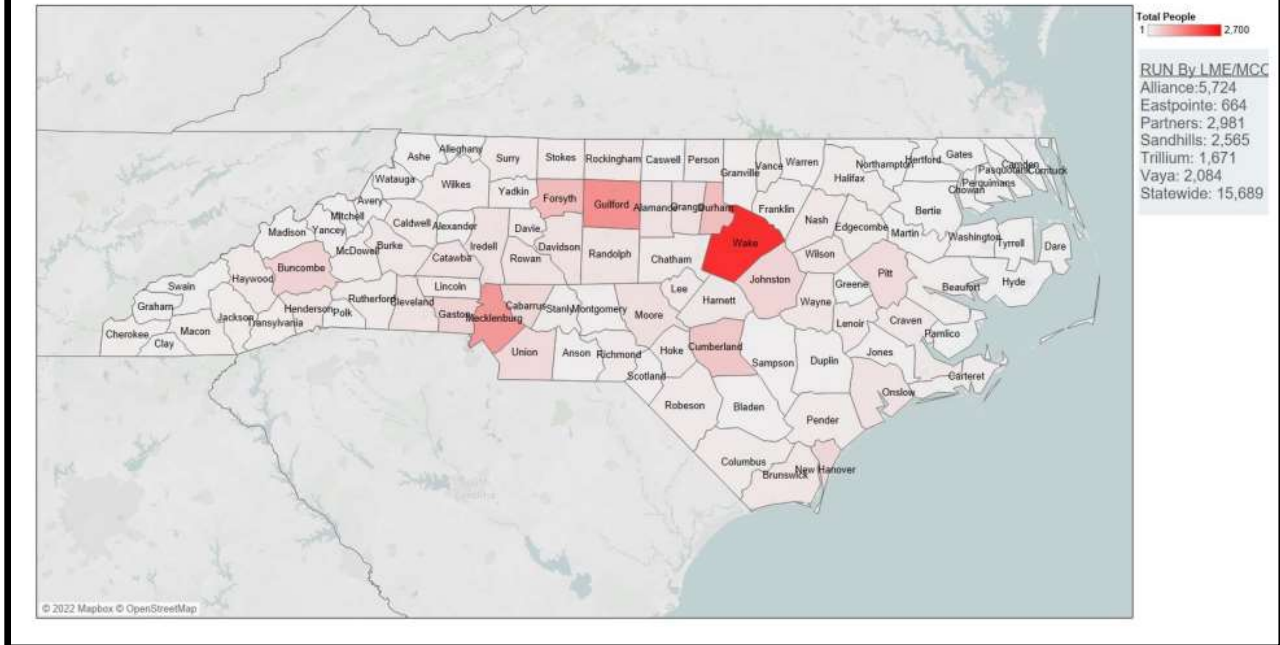 Total People
1 2,700
RUN By LME/MCC
Alliance:5,724
Eastpointe: 664
Partners: 2,981
Sandhills: 2,565
Trillium: 1,671
Vaya: 2,084
Statewide: 15,689
Ashe
Alleghany
Surry
Stokes
Rockingham
Caswell
Person
Granville
Vance
Warren
Northampton
Hertford
Gates
Camden
Currituck
Pasquotank
Perquimans
Chowan
Halifax
Watauga
Wilkes
Yadkin
Forsyth
Guilford
Alamance
Orange
Durham
Franklin
Nash
Edgecombe
Bertie
Martin
Washington
Tyrrell
Dare
Avery
Mitchell
Yancey
Madison
Caldwell
Alexander
Davie
Iredell
Davidson
Rowan
Randolph
Chatham
Wake
Wilson
McDowell
Burke
Catawba
Buncombe
Haywood
Swain
Graham
Cherokee
Clay
Macon
Jackson
Transylvania
Henderson
Polk
Rutherford
Cleveland
Lincoln
Gaston
Mecklenburg
Cabarrus
Stanly
Montgomery
Moore
Lee
Harnett
Johnston
Wayne
Greene
Pitt
Beaufort
Hyde
Lenoir
Craven
Pamlico
Jones
Carteret
Onslow
Duplin
Sampson
Cumberland
Hoke
Scotland
Richmond
Anson
Union
Robeson
Bladen
Pender
Columbus
Brunswick
New Hanover
© 2022 Mapbox © OpenStreetMap